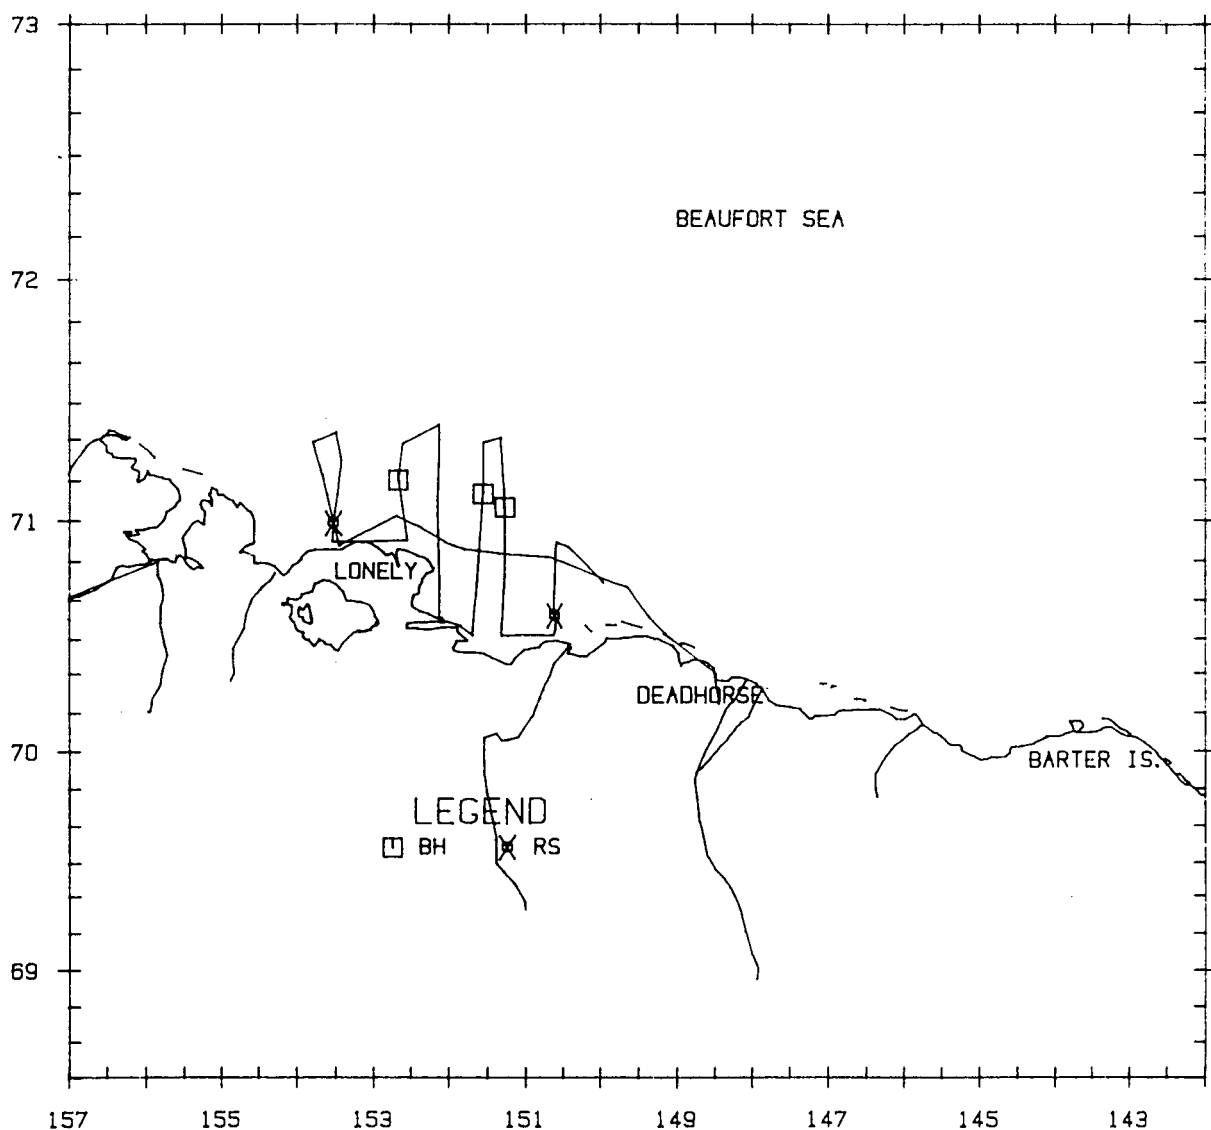 73
BEAUFORT SEA
72
71
LONELY
DEADHORSE
70
BARTER IS.
LEGEND
BH RS
69
157 155 153 151 149 147 145 143